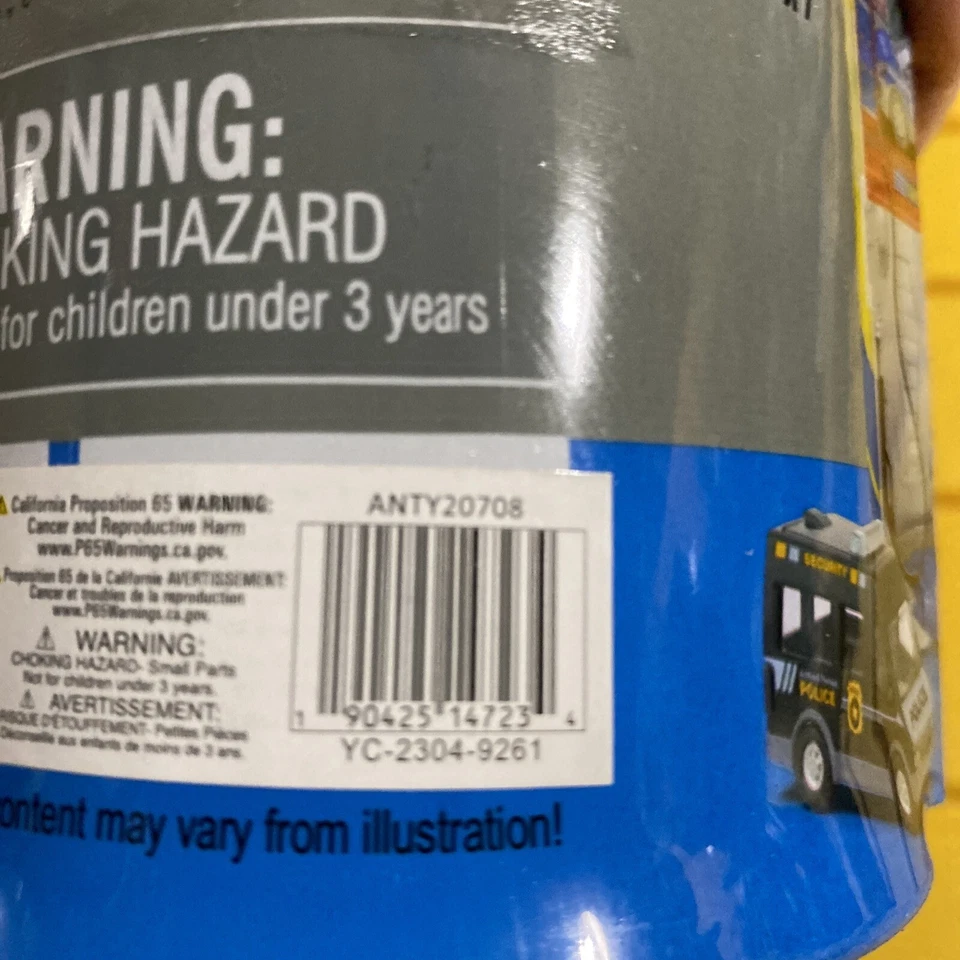 ARNING:
KING HAZARD
for children under 3 years
California Proposition 65 WARNING:
Cancer and Reproductive Harm
www.P65Warnings.ca.gov.
Proposition 65 de la Californie AVERTISSEMENT:
Cancer et troubles de la reproduction
www.P65Warnings.ca.gov.
WARNING:
CHOKING HAZARD- Small Parts
Not for children under 3 years.
AVERTISSEMENT:
RISQUE D'ÉTOUFFEMENT- Petites Pièces
Déconseillé aux enfants de moins de 3 ans.
ANTY20708
1 90425 14723 4
YC-2304-9261
ontent may vary from illustration!
SECURITY
POLICE